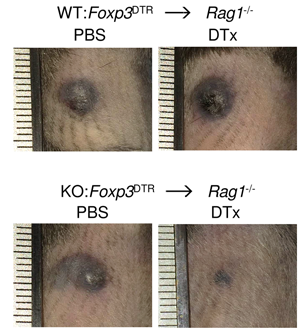 WT:Foxp3DTR → Rag1-/-
PBS DTx
KO:Foxp3DTR → Rag1-/-
PBS DTx